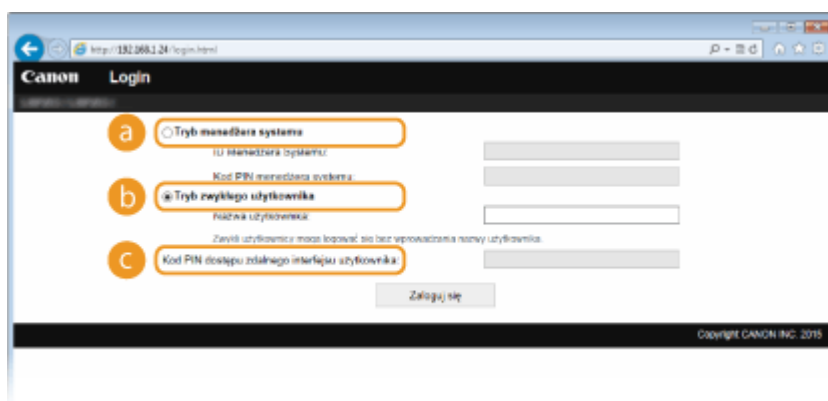 http://192.168.1.24/login.html
Canon Login
a Tryb menedżera systemu
ID Menedżera Systemu:
Kod PIN menedżera systemu:
b Tryb zwykłego użytkownika
Nazwa użytkownika:
Zwykli użytkownicy mogą logować się bez wprowadzania nazwy użytkownika.
c Kod PIN dostępu zdalnego interfejsu użytkownika:
Zaloguj się
Copyright CANON INC. 2015